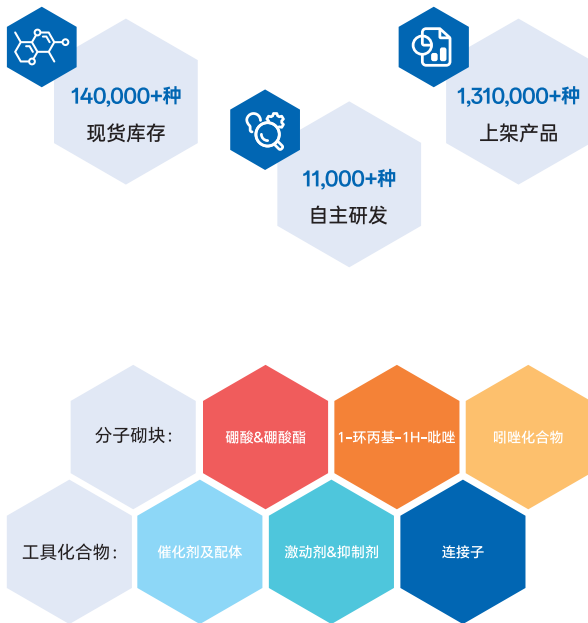 140,000+种
现货库存
1,310,000+种
上架产品
11,000+种
自主研发
分子砌块：
硼酸&硼酸酯
1-环丙基-1H-吡唑
吲唑化合物
工具化合物：
催化剂及配体
激动剂&抑制剂
连接子